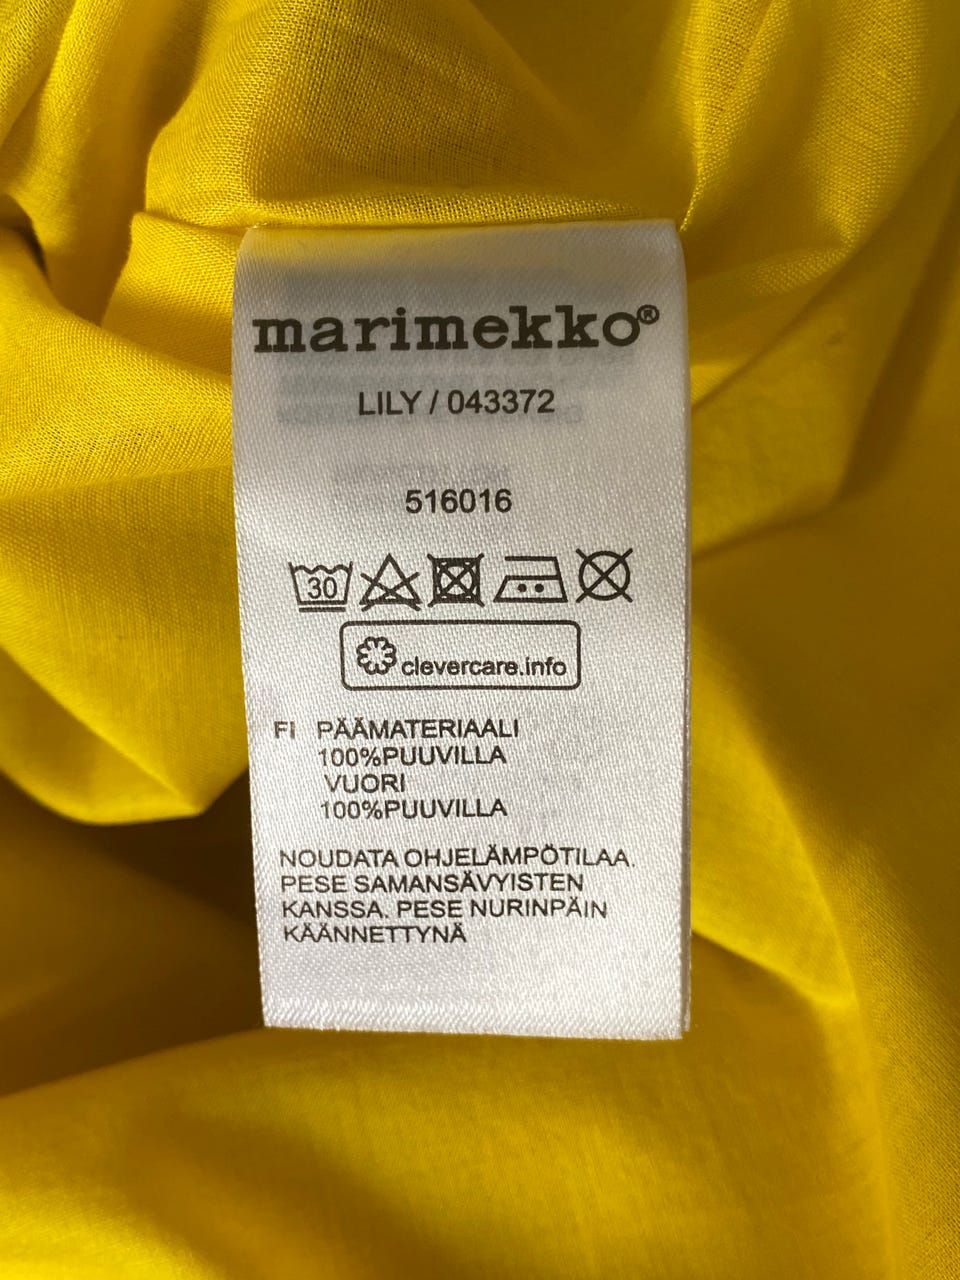 marimekko®
LILY / 043372
516016
30
clevercare.info
FI PÄÄMATERIAALI
100%PUUVILLA
VUORI
100%PUUVILLA
NOUDATA OHJELÄMPÖTILAA.
PESE SAMANSÄVYISTEN
KANSSA. PESE NURINPÄIN
KÄÄNNETTYNÄ